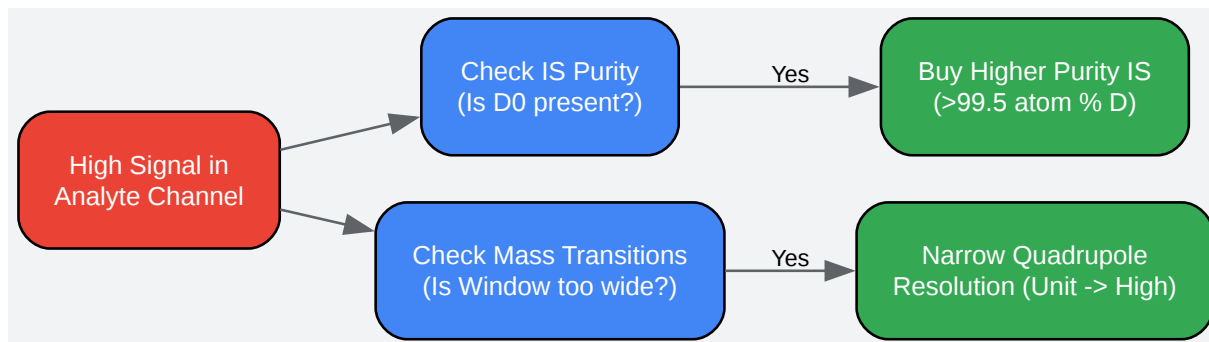 High Signal in
Analyte Channel
Check IS Purity
(Is D0 present?)
Yes
Buy Higher Purity IS
(>99.5 atom % D)
Check Mass Transitions
(Is Window too wide?)
Yes
Narrow Quadrupole
Resolution (Unit -> High)